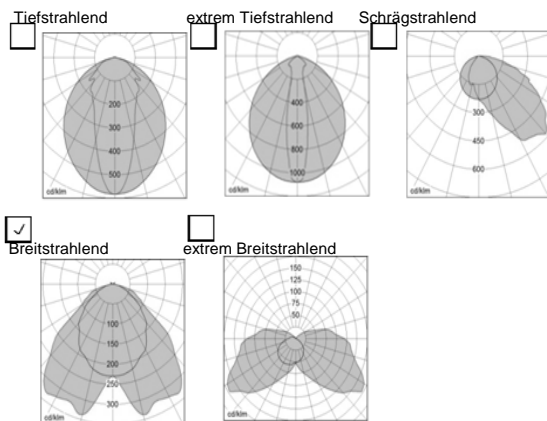 Tiefstrahlend
extrem Tiefstrahlend
Schrägstrahlend
200
300
400
500
cd/klm
400
600
800
1000
cd/klm
300
450
600
cd/klm
✓
Breitstrahlend
extrem Breitstrahlend
100
150
200
250
300
cd/klm
150
125
100
75
50
cd/klm